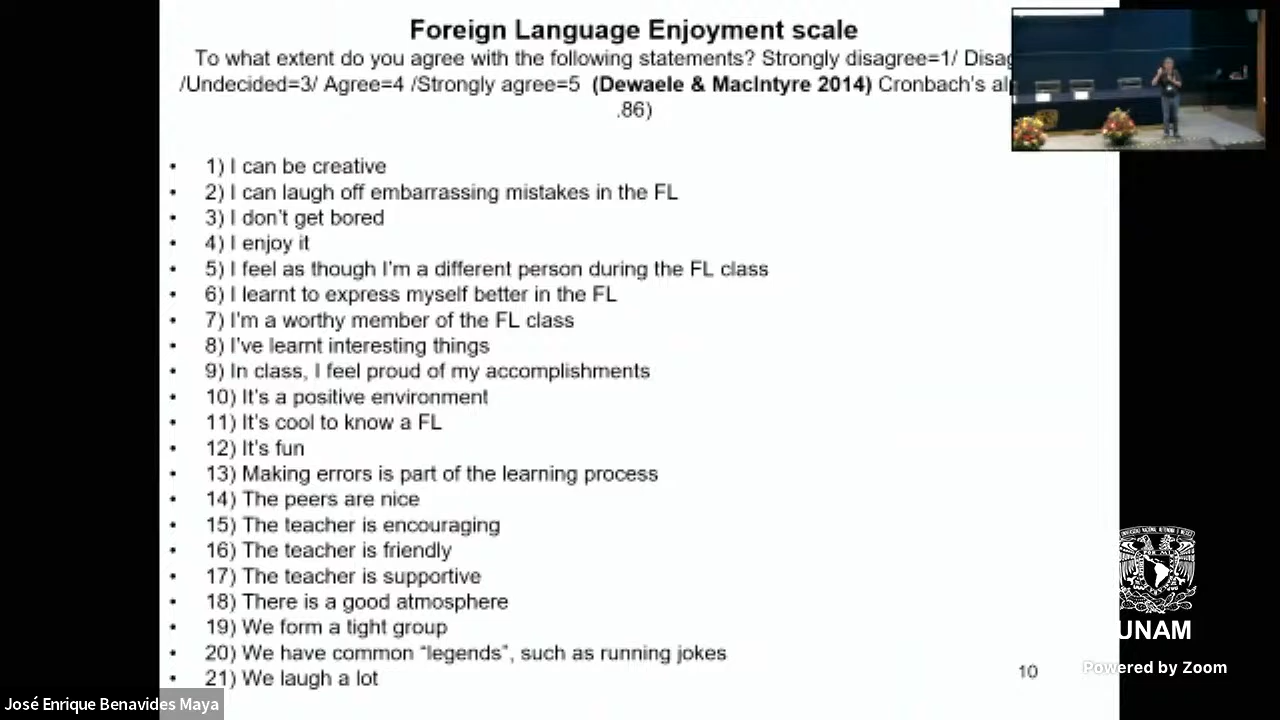 Foreign Language Enjoyment scale
To what extent do you agree with the following statements? Strongly disagree=1/
/Undecided=3/ Agree=4 /Strongly agree=5 (Dewaele & MacIntyre 2014) Cronbach's
.86)
• 1) I can be creative
• 2) I can laugh off embarrassing mistakes in the FL
• 3) I don't get bored
• 4) I enjoy it
• 5) I feel as though I'm a different person during the FL class
• 6) I learnt to express myself better in the FL
• 7) I'm a worthy member of the FL class
• 8) I've learnt interesting things
• 9) In class, I feel proud of my accomplishments
• 10) It's a positive environment
• 11) It's cool to know a FL
• 12) It's fun
• 13) Making errors is part of the learning process
• 14) The peers are nice
• 15) The teacher is encouraging
• 16) The teacher is friendly
• 17) The teacher is supportive
• 18) There is a good atmosphere
• 19) We form a tight group
• 20) We have common “legends”, such as running jokes
• 21) We laugh a lot
10
UNAM
Powered by Zoom
José Enrique Benavides Maya